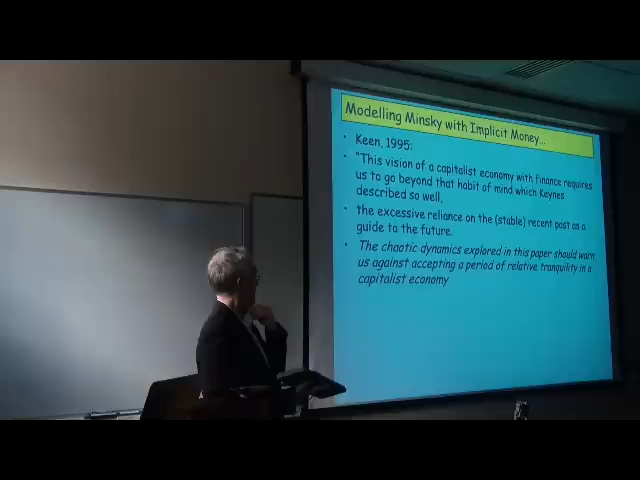 Modelling Minsky with Implicit Money...
• Keen, 1995:
• "This vision of a capitalist economy with finance requires
us to go beyond that habit of mind which Keynes
described so well,
• the excessive reliance on the (stable) recent past as a
guide to the future.
• The chaotic dynamics explored in this paper should warn
us against accepting a period of relative tranquility in a
capitalist economy